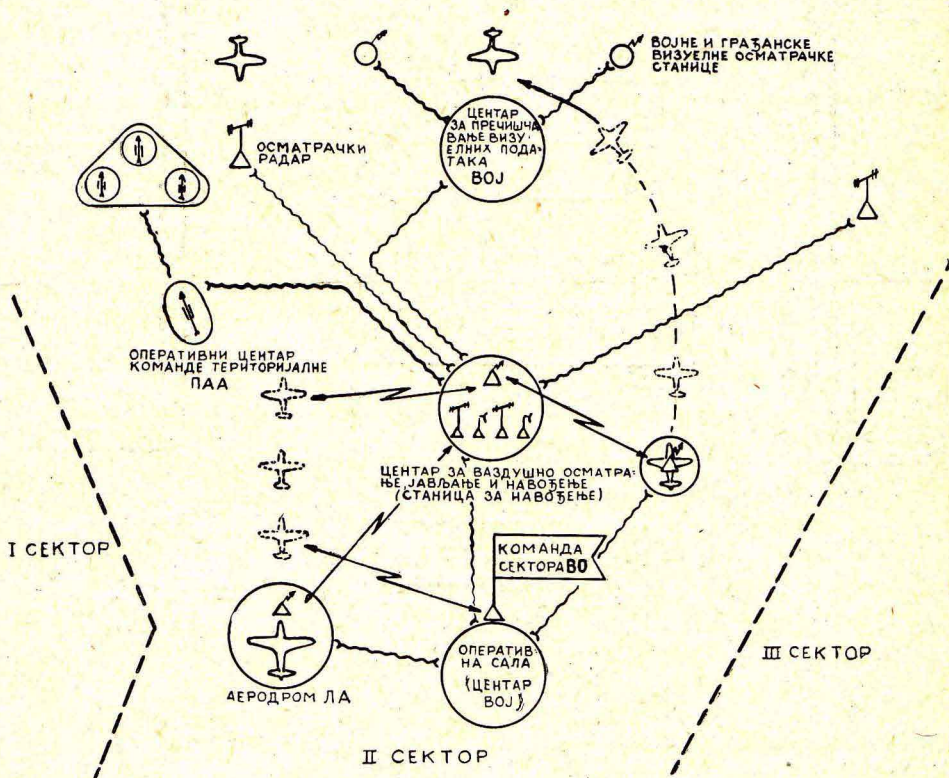 ВОЈНЕ И ГРАЂАНСКЕ
ВИЗУЕЛНЕ ОСМАТРАЧКЕ
СТАНИЦЕ
ЦЕНТАР
ЗА ПРЕЧИШЧА
ВАЊЕ ВИЗУ-
ЕЛНИХ ПОДА-
ТАКА
ВОЈ
ОСМАТРАЧКИ
РАДАР
ОПЕРАТИВНИ ЦЕНТАР
КОМАНДЕ ТЕРИТОРИЈАЛНЕ
ПАА
ЦЕНТАР ЗА ВАЗДУШНО ОСМАТРА-
ЊЕ ЈАВЉАЊЕ И НАВОЂЕЊЕ
(СТАНИЦА ЗА НАВОЂЕЊЕ)
I СЕКТОР
КОМАНДА
СЕКТОРА ВО
ОПЕРАТИВ-
НА САЛА
(ЦЕНТАР
ВОЈ)
III СЕКТОР
АЕРОДРОМ ЛА
II СЕКТОР